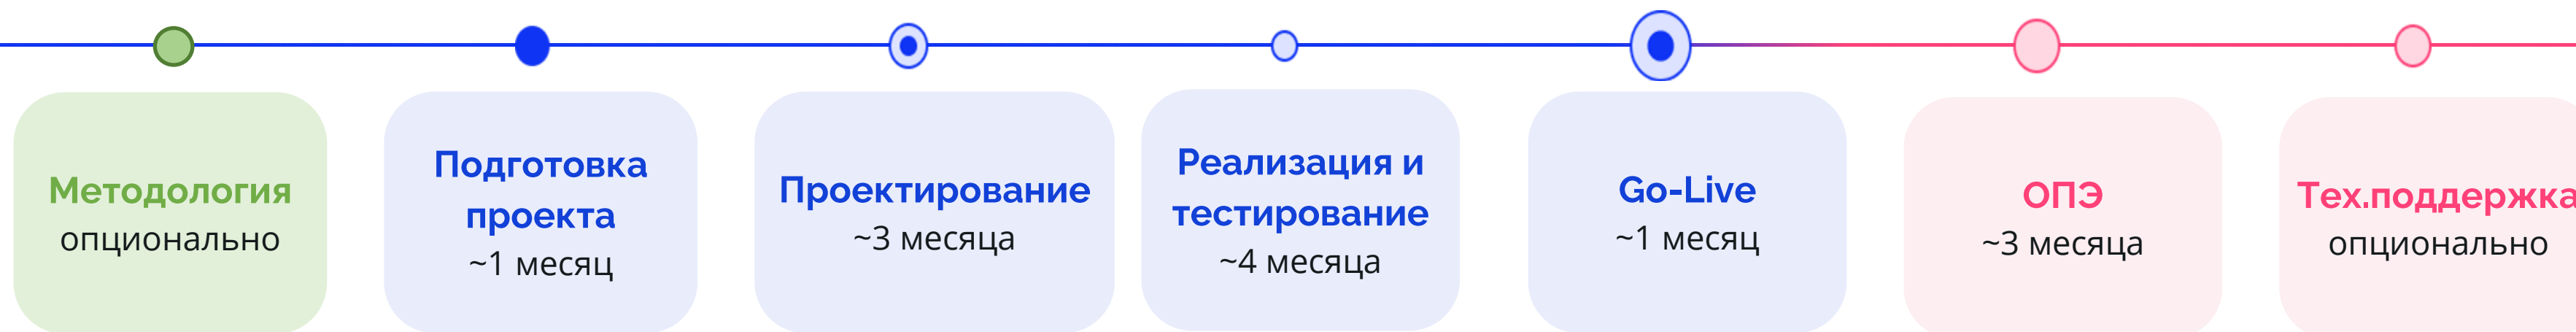 Методология
опционально
Подготовка
проекта
~1 месяц
Проектирование
~3 месяца
Реализация и
тестирование
~4 месяца
Go-Live
~1 месяц
ОПЭ
~3 месяца
Тех.поддержка
опционально